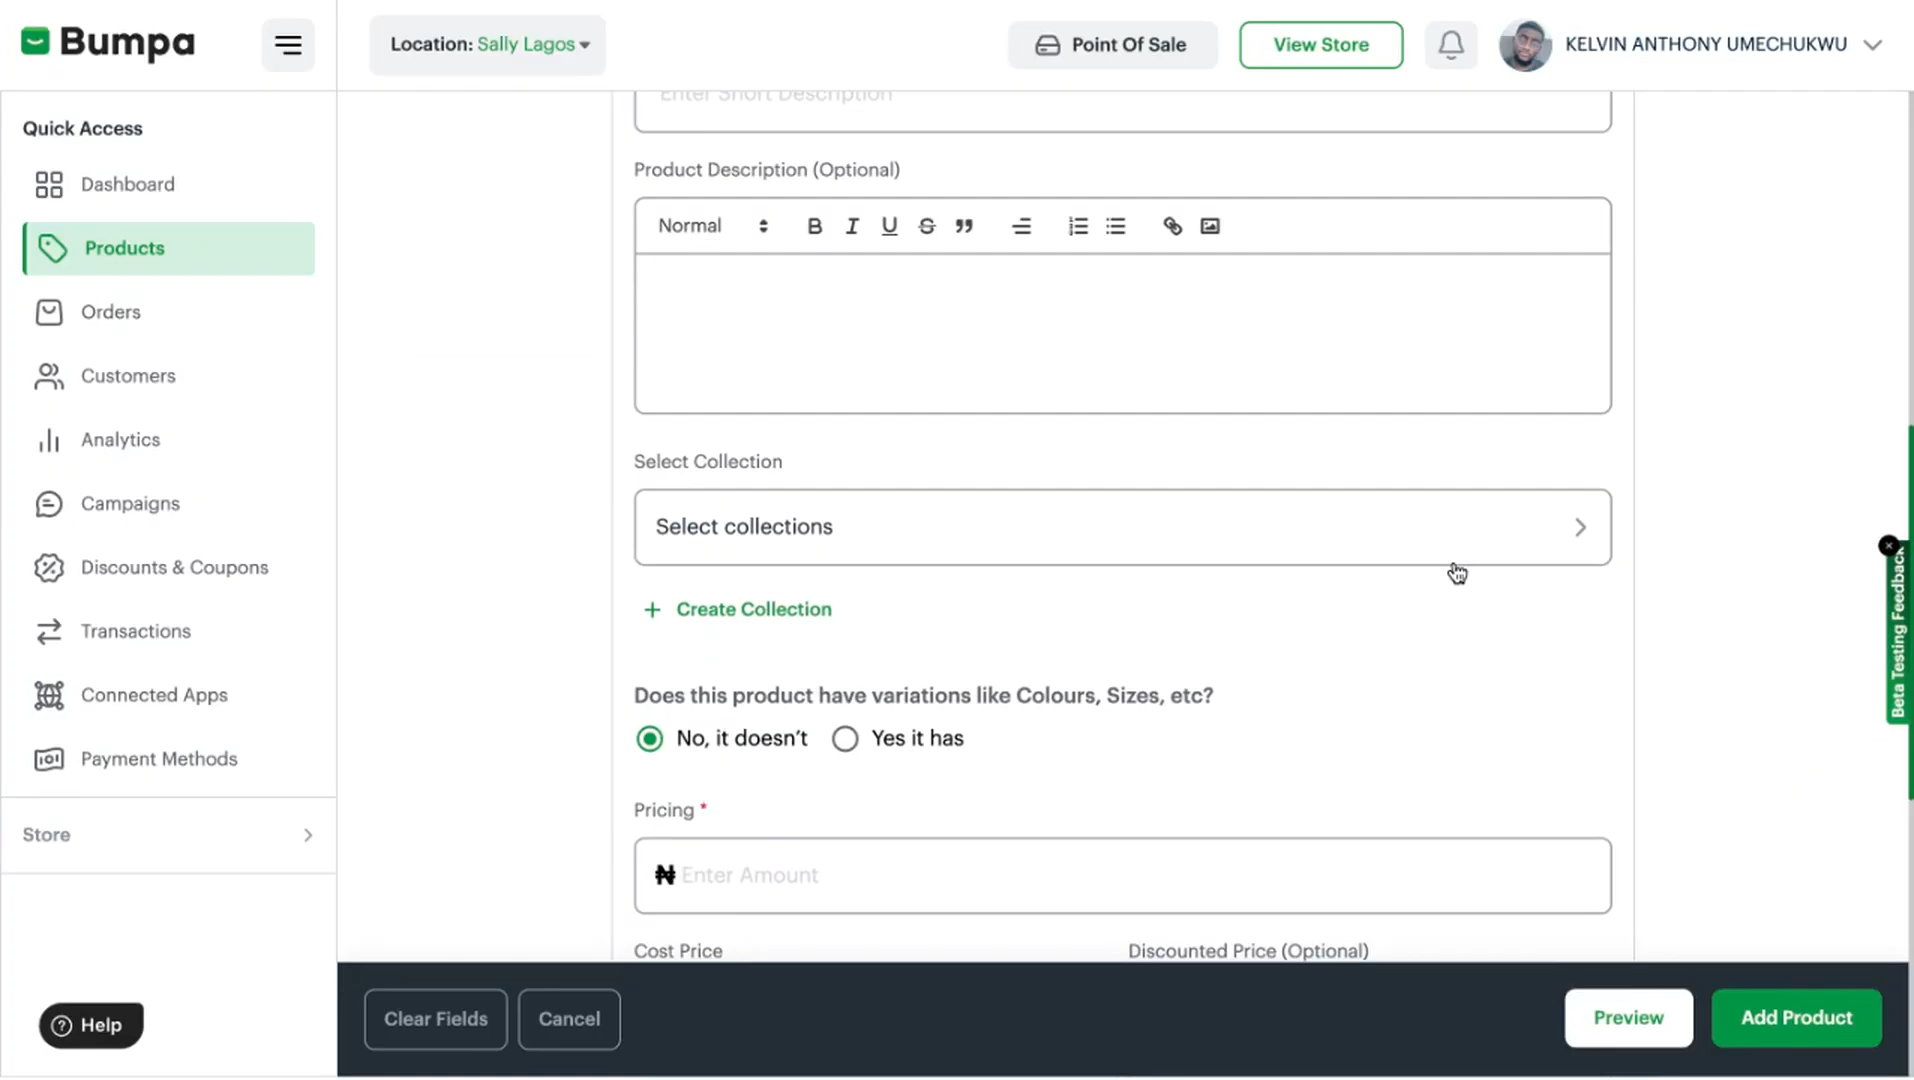 Bumpa
Location: Sally Lagos
Point Of Sale
View Store
KELVIN ANTHONY UMECHUKWU
Quick Access
Dashboard
Products
Orders
Customers
Analytics
Campaigns
Discounts & Coupons
Transactions
Connected Apps
Payment Methods
Store
Help
Enter Short Description
Product Description (Optional)
Normal
Select Collection
Select collections
+ Create Collection
Does this product have variations like Colours, Sizes, etc?
No, it doesn't
Yes it has
Pricing *
₦ Enter Amount
Cost Price
Discounted Price (Optional)
Clear Fields
Cancel
Preview
Add Product
Beta Testing Feedback